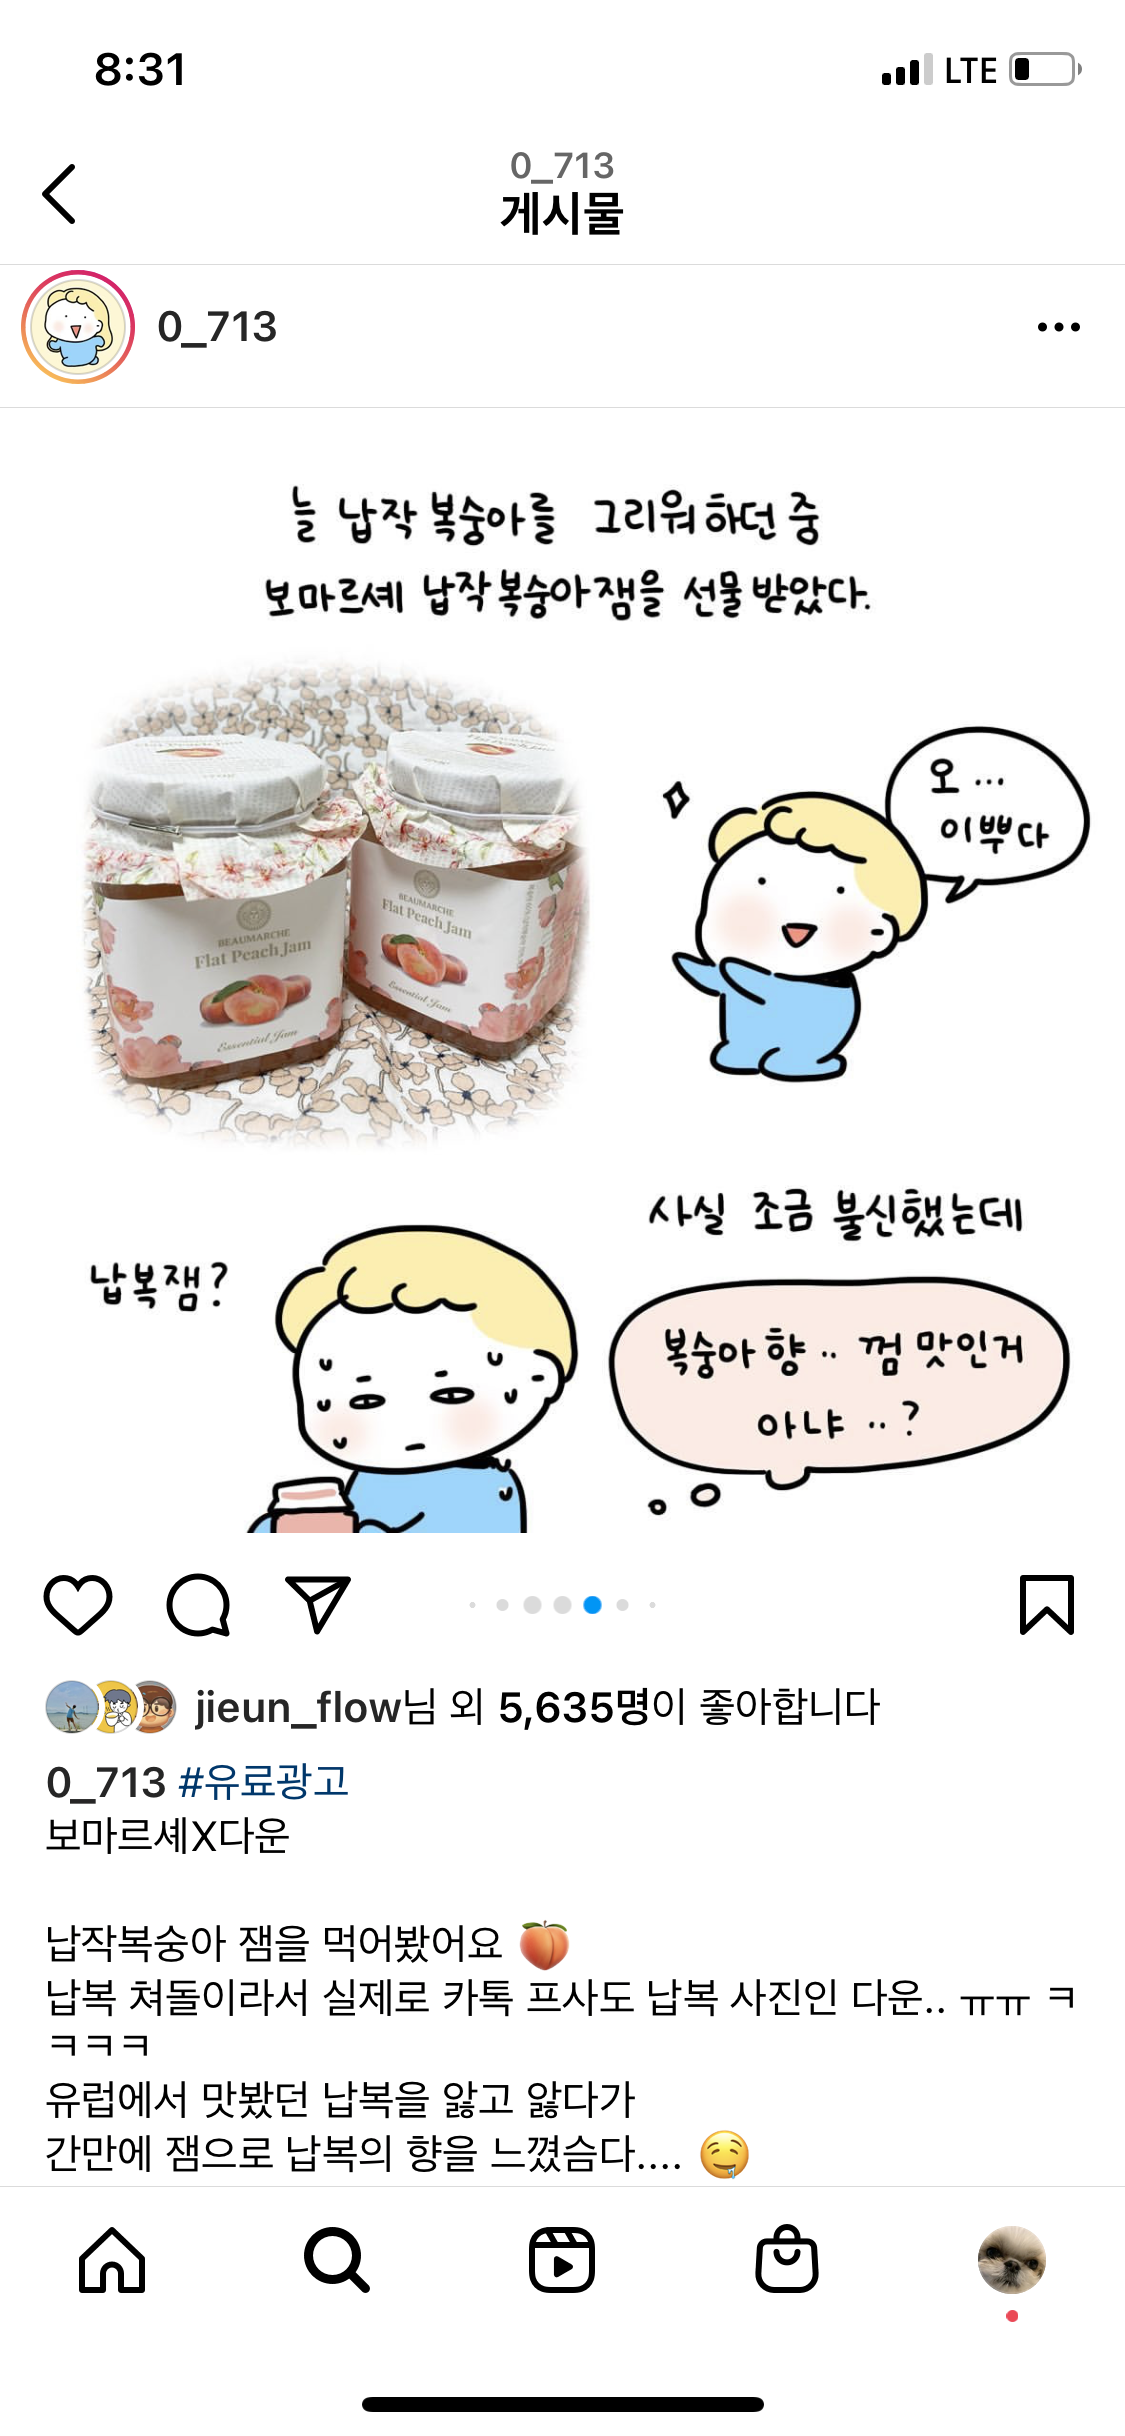 8:31
LTE
0_713
게시물
0_713
늘 납작 복숭아를 그리워하던 중
보마르셰 납작복숭아잼을 선물 받았다.
오...
이쁘다
BEAUMARCHE
Flat Peach Jam
Essential Jam
BEAUMARCHE
Flat Peach Jam
Essential Jam
사실 조금 불신했는데
납복잼?
복숭아 향.. 껌 맛인거
아냐..?
jieun_flow님 외 5,635명이 좋아합니다
0_713 #유료광고
보마르셰X다운
납작복숭아 잼을 먹어봤어요 🍑
납복 쳐돌이라서 실제로 카톡 프사도 납복 사진인 다운.. ㅠㅠ ㅋ
ㅋㅋㅋ
유럽에서 맛봤던 납복을 앓고 앓다가
간만에 잼으로 납복의 향을 느꼈슴다.... 🤤